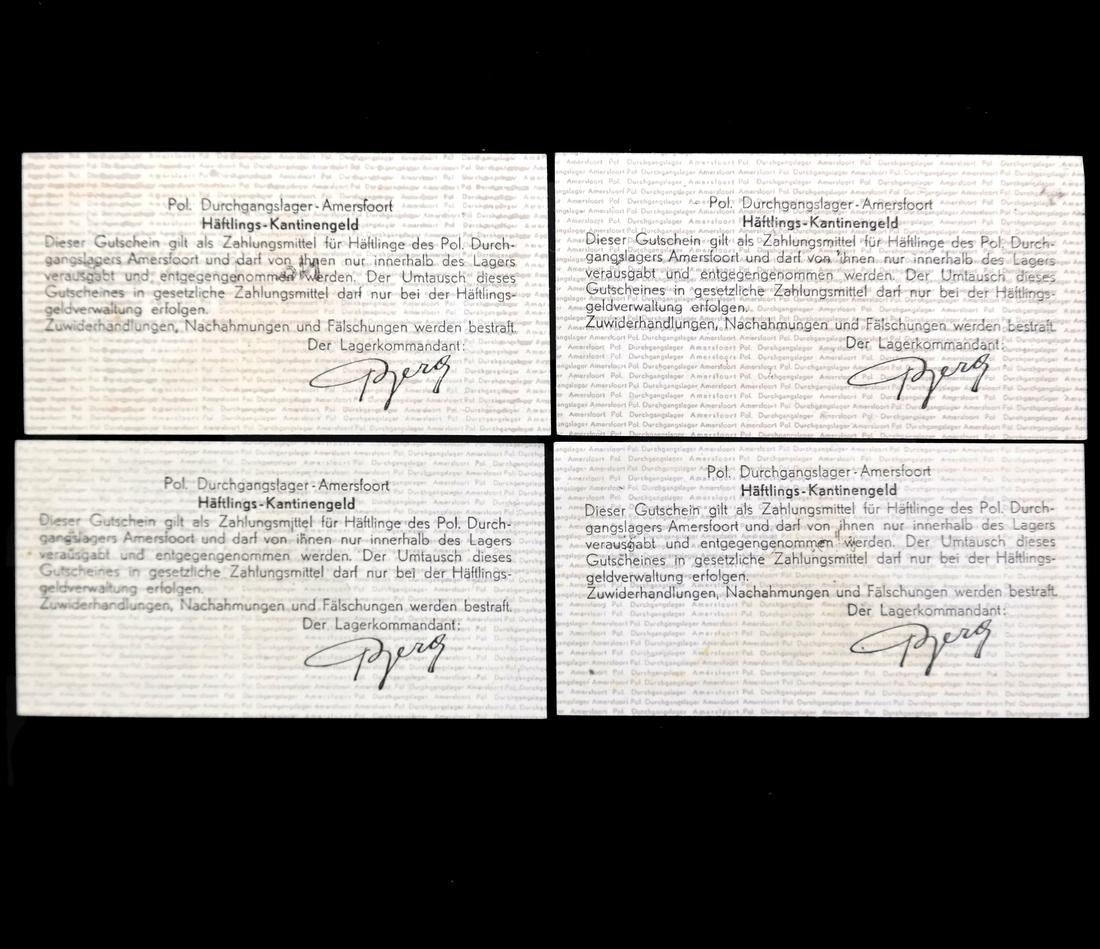 Pol. Durchgangslager-Amersfoort
Häftlings-Kantinengeld
Dieser Gutschein gilt als Zahlungsmittel für Häftlinge des Pol. Durch-
gangslagers Amersfoort und darf von ihnen nur innerhalb des Lagers
verausgabt und entgegengenommen werden. Der Umtausch dieses
Gutscheines in gesetzliche Zahlungsmittel darf nur bei der Häftlings-
geldverwaltung erfolgen.
Zuwiderhandlungen, Nachahmungen und Fälschungen werden bestraft.
Der Lagerkommandant:
Berg
Pol. Durchgangslager-Amersfoort
Häftlings-Kantinengeld
Dieser Gutschein gilt als Zahlungsmittel für Häftlinge des Pol. Durch-
gangslagers Amersfoort und darf von ihnen nur innerhalb des Lagers
verausgabt und entgegengenommen werden. Der Umtausch dieses
Gutscheines in gesetzliche Zahlungsmittel darf nur bei der Häftlings-
geldverwaltung erfolgen.
Zuwiderhandlungen, Nachahmungen und Fälschungen werden bestraft.
Der Lagerkommandant:
Berg
Pol. Durchgangslager-Amersfoort
Häftlings-Kantinengeld
Dieser Gutschein gilt als Zahlungsmittel für Häftlinge des Pol. Durch-
gangslagers Amersfoort und darf von ihnen nur innerhalb des Lagers
verausgabt und entgegengenommen werden. Der Umtausch dieses
Gutscheines in gesetzliche Zahlungsmittel darf nur bei der Häftlings-
geldverwaltung erfolgen.
Zuwiderhandlungen, Nachahmungen und Fälschungen werden bestraft.
Der Lagerkommandant:
Berg
Pol. Durchgangslager-Amersfoort
Häftlings-Kantinengeld
Dieser Gutschein gilt als Zahlungsmittel für Häftlinge des Pol. Durch-
gangslagers Amersfoort und darf von ihnen nur innerhalb des Lagers
verausgabt und entgegengenommen werden. Der Umtausch dieses
Gutscheines in gesetzliche Zahlungsmittel darf nur bei der Häftlings-
geldverwaltung erfolgen.
Zuwiderhandlungen, Nachahmungen und Fälschungen werden bestraft.
Der Lagerkommandant:
Berg